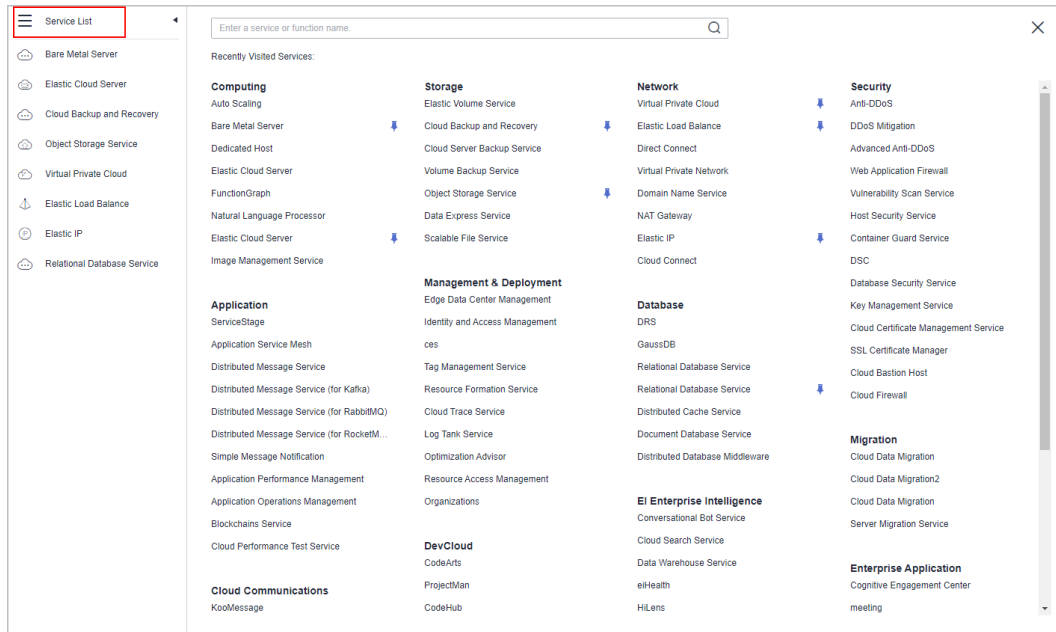 Service List
Bare Metal Server
Elastic Cloud Server
Cloud Backup and Recovery
Object Storage Service
Virtual Private Cloud
Elastic Load Balance
IP
Elastic IP
Relational Database Service
Enter a service or function name.
Recently Visited Services:
Computing
Auto Scaling
Bare Metal Server
Dedicated Host
Elastic Cloud Server
FunctionGraph
Natural Language Processor
Elastic Cloud Server
Image Management Service
Application
ServiceStage
Application Service Mesh
Distributed Message Service
Distributed Message Service (for Kafka)
Distributed Message Service (for RabbitMQ)
Distributed Message Service (for RocketM...
Simple Message Notification
Application Performance Management
Application Operations Management
Blockchains Service
Cloud Performance Test Service
Cloud Communications
KooMessage
Storage
Elastic Volume Service
Cloud Backup and Recovery
Cloud Server Backup Service
Volume Backup Service
Object Storage Service
Data Express Service
Scalable File Service
Management & Deployment
Edge Data Center Management
Identity and Access Management
ces
Tag Management Service
Resource Formation Service
Cloud Trace Service
Log Tank Service
Optimization Advisor
Resource Access Management
Organizations
DevCloud
CodeArts
ProjectMan
CodeHub
Network
Virtual Private Cloud
Elastic Load Balance
Direct Connect
Virtual Private Network
Domain Name Service
NAT Gateway
Elastic IP
Cloud Connect
Database
DRS
GaussDB
Relational Database Service
Relational Database Service
Distributed Cache Service
Document Database Service
Distributed Database Middleware
EI Enterprise Intelligence
Conversational Bot Service
Cloud Search Service
Data Warehouse Service
eiHealth
HiLens
Security
Anti-DDoS
DDoS Mitigation
Advanced Anti-DDoS
Web Application Firewall
Vulnerability Scan Service
Host Security Service
Container Guard Service
DSC
Database Security Service
Key Management Service
Cloud Certificate Management Service
SSL Certificate Manager
Cloud Bastion Host
Cloud Firewall
Migration
Cloud Data Migration
Cloud Data Migration2
Cloud Data Migration
Server Migration Service
Enterprise Application
Cognitive Engagement Center
meeting